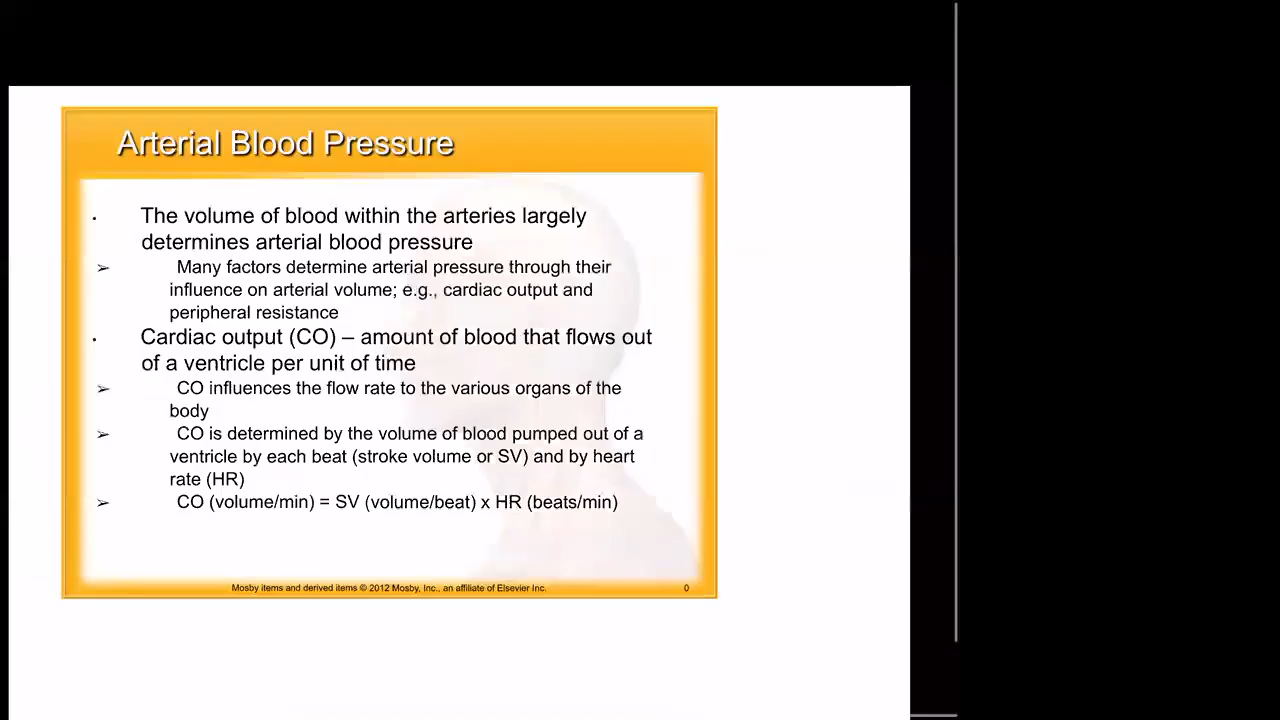 Arterial Blood Pressure
• The volume of blood within the arteries largely
determines arterial blood pressure
➢ Many factors determine arterial pressure through their
influence on arterial volume; e.g., cardiac output and
peripheral resistance
• Cardiac output (CO) – amount of blood that flows out
of a ventricle per unit of time
➢ CO influences the flow rate to the various organs of the
body
➢ CO is determined by the volume of blood pumped out of a
ventricle by each beat (stroke volume or SV) and by heart
rate (HR)
➢ CO (volume/min) = SV (volume/beat) x HR (beats/min)
Mosby items and derived items © 2012 Mosby, Inc., an affiliate of Elsevier Inc. 0